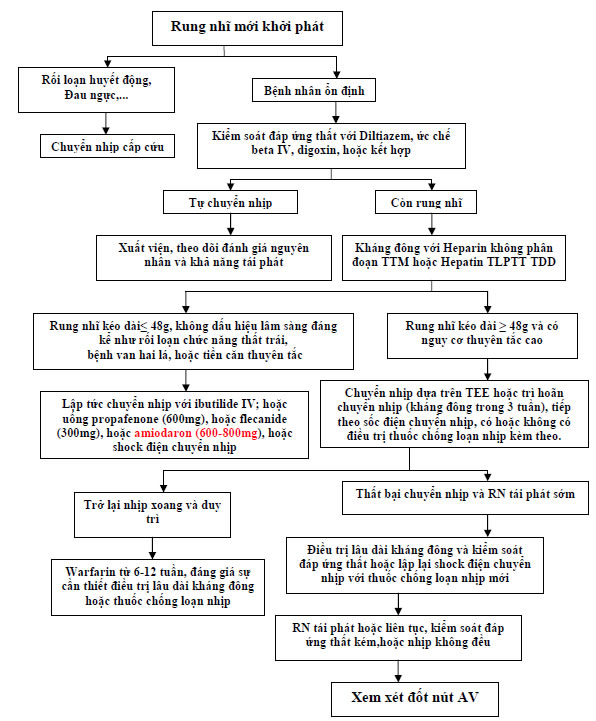 Rung nhĩ mới khởi phát
Rối loạn huyết động,
Đau ngực,...
Bệnh nhân ổn định
Chuyển nhịp cấp cứu
Kiểm soát đáp ứng thất với Diltiazem, ức chế
beta IV, digoxin, hoặc kết hợp
Tự chuyển nhịp
Còn rung nhĩ
Xuất viện, theo dõi đánh giá nguyên
nhân và khả năng tái phát
Kháng đông với Heparin không phân
đoạn TTM hoặc Hepatin TLPTT TDD
Rung nhĩ kéo dài≤ 48g, không dấu hiệu lâm sàng đáng
kể như rối loạn chức năng thất trái,
bệnh van hai lá, hoặc tiền căn thuyên tắc
Rung nhĩ kéo dài ≥ 48g và có
nguy cơ thuyên tắc cao
Lập tức chuyển nhịp với ibutilide IV; hoặc
uống propafenone (600mg), hoặc flecanide
(300mg), hoặc amiodaron (600-800mg), hoặc
shock điện chuyển nhịp
Chuyển nhịp dựa trên TEE hoặc trì hoãn
chuyển nhịp (kháng đông trong 3 tuần), tiếp
theo sốc điện chuyển nhịp, có hoặc không có
điều trị thuốc chống loạn nhịp kèm theo.
Trở lại nhịp xoang và duy
trì
Thất bại chuyển nhịp và RN tái phát sớm
Warfarin từ 6-12 tuần, đáng giá sự
cần thiết điều trị lâu dài kháng đông
hoặc thuốc chống loạn nhịp
Điều trị lâu dài kháng đông và kiểm soát
đáp ứng thất hoặc lập lại shock điện chuyển
nhịp với thuốc chống loạn nhịp mới
RN tái phát hoặc liên tục, kiểm soát đáp
ứng thất kém,hoặc nhịp không đều
Xem xét đốt nút AV